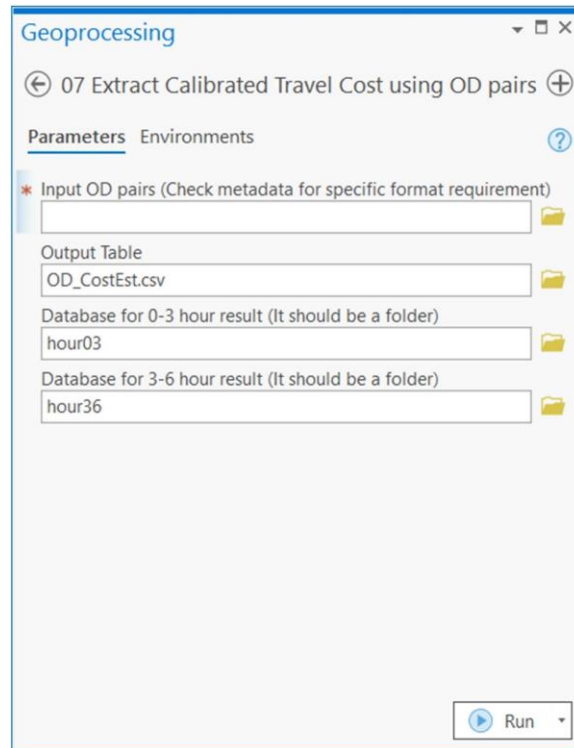 Geoprocessing
07 Extract Calibrated Travel Cost using OD pairs
Parameters Environments
* Input OD pairs (Check metadata for specific format requirement)
Output Table
OD_CostEst.csv
Database for 0-3 hour result (It should be a folder)
hour03
Database for 3-6 hour result (It should be a folder)
hour36
Run